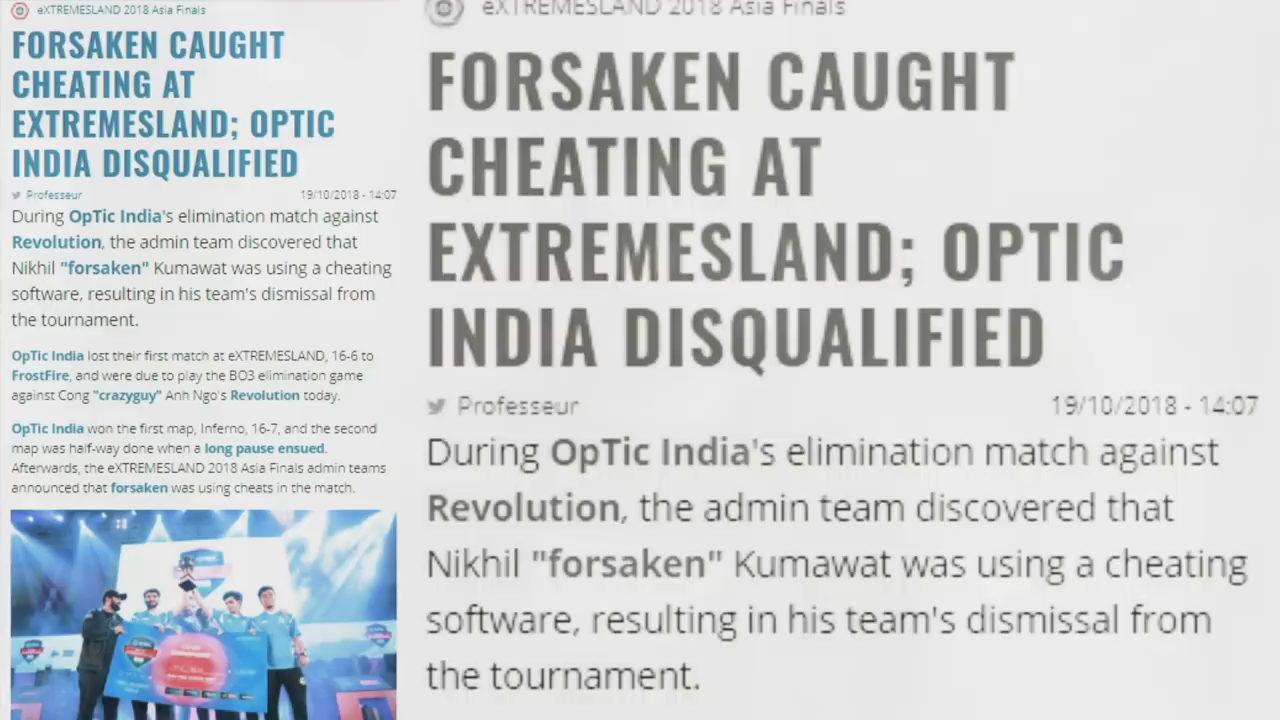 eXTREMESLAND 2018 Asia Finals
FORSAKEN CAUGHT
CHEATING AT
EXTREMESLAND; OPTIC
INDIA DISQUALIFIED
Professeur 19/10/2018 - 14:07
During OpTic India's elimination match against
Revolution, the admin team discovered that
Nikhil "forsaken" Kumawat was using a cheating
software, resulting in his team's dismissal from
the tournament.
OpTic India lost their first match at eXTREMESLAND, 16-6 to
FrostFire, and were due to play the BO3 elimination game
against Cong "crazyguy" Anh Ngo's Revolution today.
OpTic India won the first map, Inferno, 16-7, and the second
map was half-way done when a long pause ensued.
Afterwards, the eXTREMESLAND 2018 Asia Finals admin teams
announced that forsaken was using cheats in the match.
eXTREMESLAND 2018 Asia Finals
FORSAKEN CAUGHT
CHEATING AT
EXTREMESLAND; OPTIC
INDIA DISQUALIFIED
Professeur 19/10/2018 - 14:07
During OpTic India's elimination match against
Revolution, the admin team discovered that
Nikhil "forsaken" Kumawat was using a cheating
software, resulting in his team's dismissal from
the tournament.